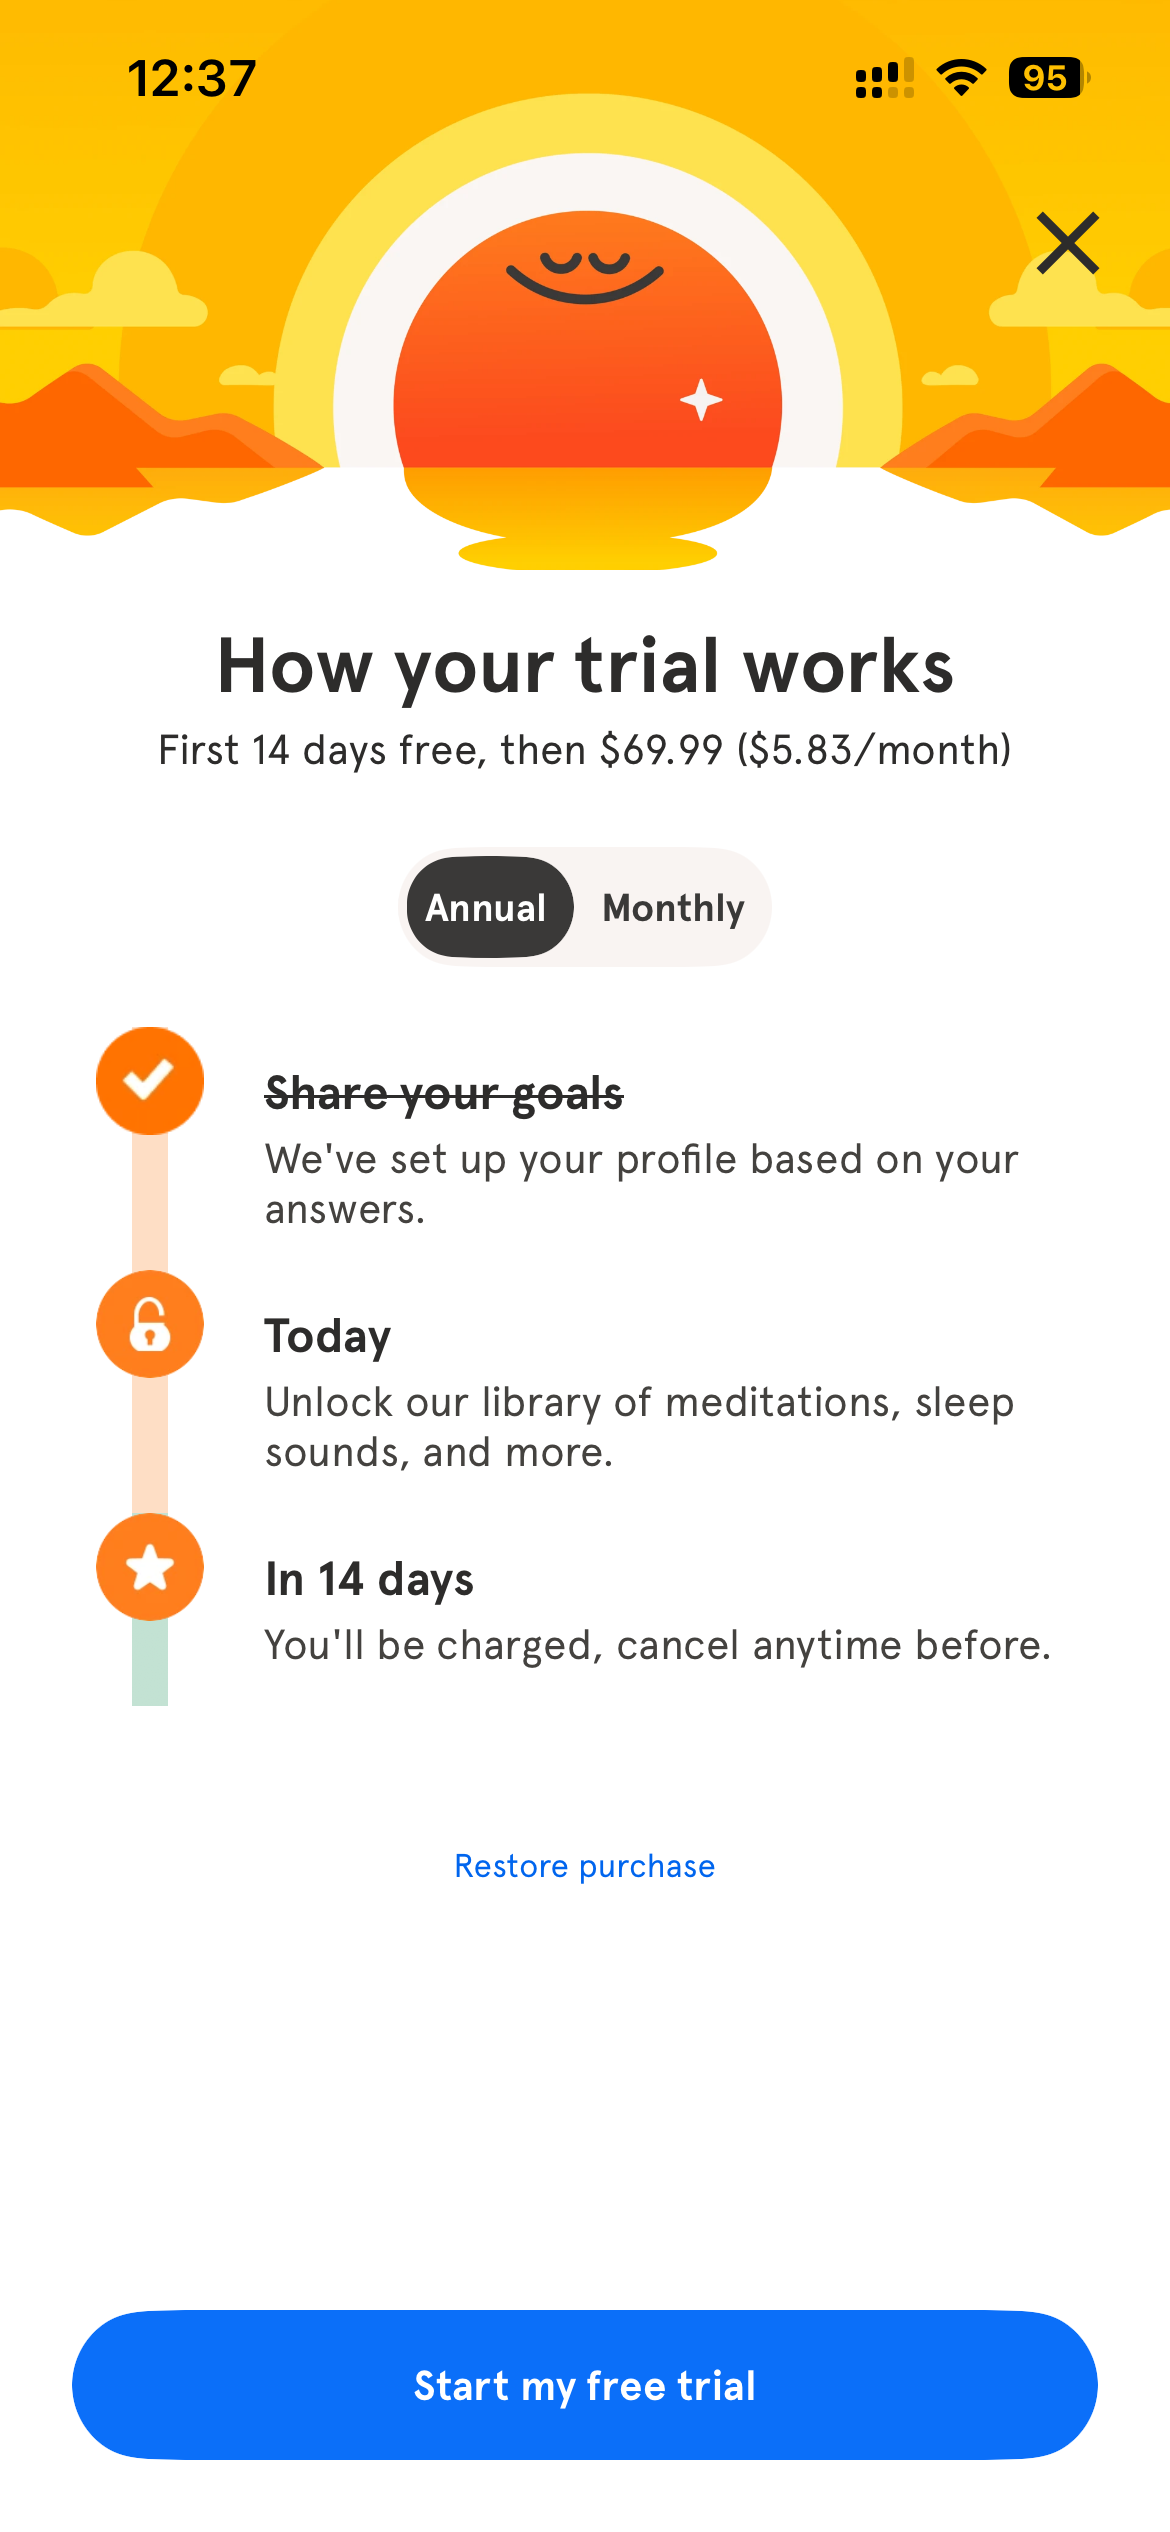 12:37
95
How your trial works
First 14 days free, then $69.99 ($5.83/month)
Annual
Monthly
Share your goals
We've set up your profile based on your
answers.
Today
Unlock our library of meditations, sleep
sounds, and more.
In 14 days
You'll be charged, cancel anytime before.
Restore purchase
Start my free trial